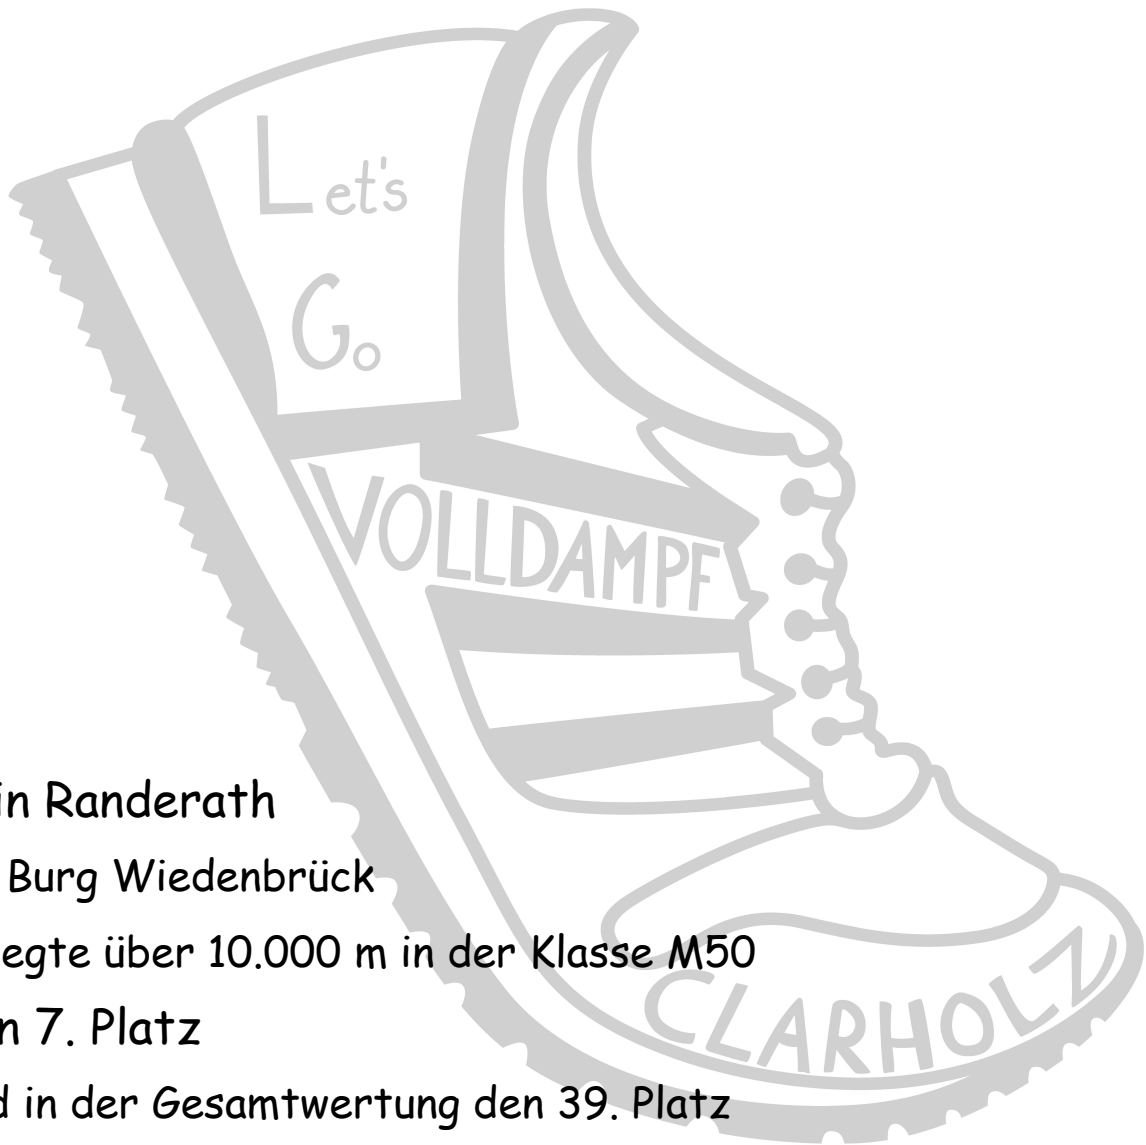 Let's
Go
VOLLDAMPF
in Randerath
Burg Wiedenbrück
egte über 10.000 m in der Klasse M50
n 7. Platz
d in der Gesamtwertung den 39. Platz
CLARHOLZ